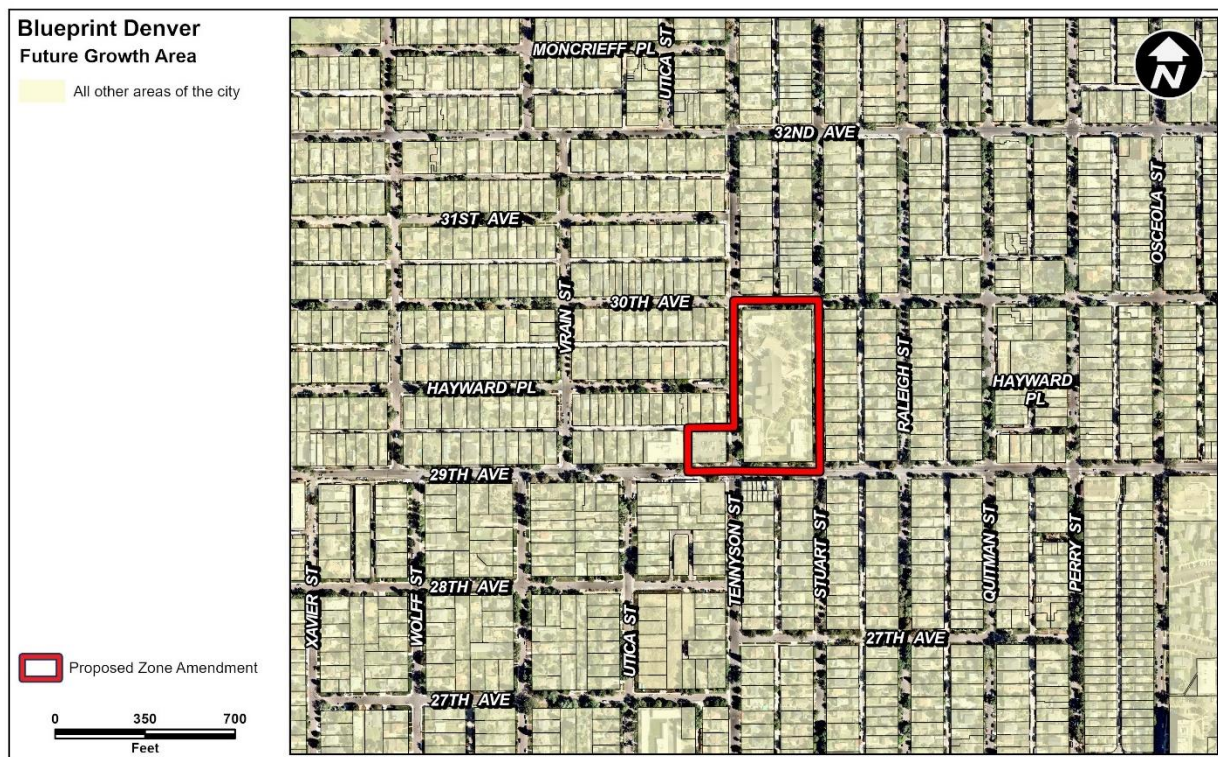 Blueprint Denver
Future Growth Area
All other areas of the city
Proposed Zone Amendment
0 350 700
Feet
N
MONCRIEFF PL
UTICA ST
32ND AVE
OSCEOLA ST
31ST AVE
30TH AVE
VRAIN ST
RALEIGH ST
HAYWARD PL
HAYWARD
PL
29TH AVE
TENNYSON ST
STUART ST
QUITMAN ST
PERRY ST
XAVIER ST
WOLFF ST
28TH AVE
UTICA ST
27TH AVE
27TH AVE